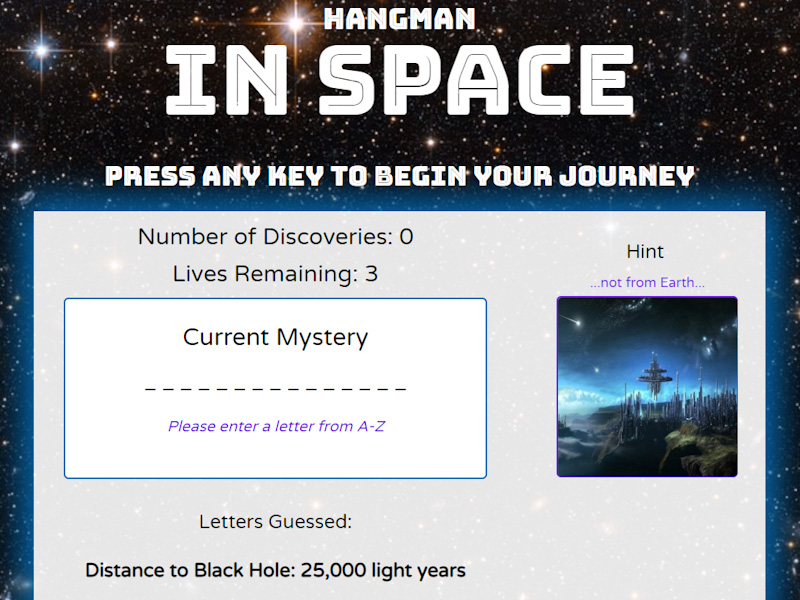 HANGMAN
IN SPACE
PRESS ANY KEY TO BEGIN YOUR JOURNEY
Number of Discoveries: 0
Lives Remaining: 3
Current Mystery
_ _ _ _ _ _ _ _ _ _ _ _ _ _ _
Please enter a letter from A-Z
Letters Guessed:
Distance to Black Hole: 25,000 light years
Hint
...not from Earth...